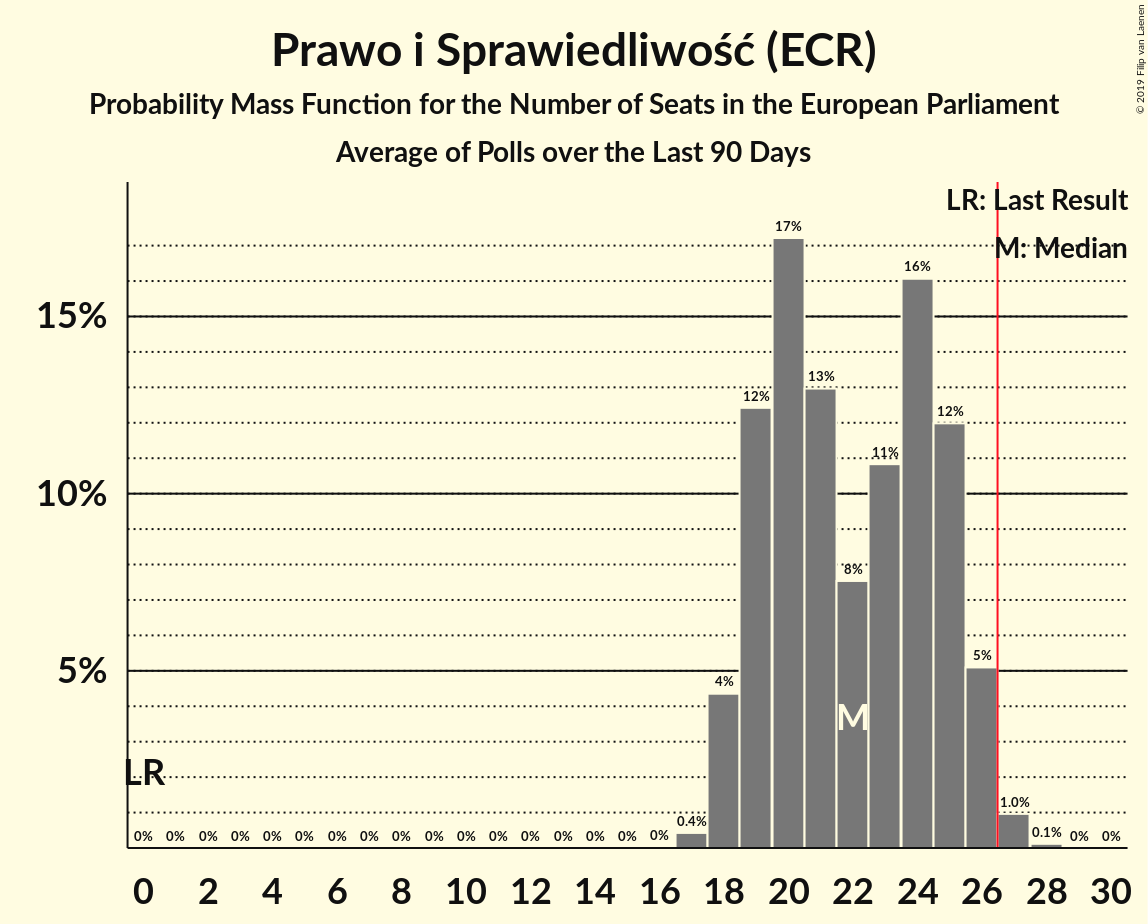 Prawo i Sprawiedliwość (ECR)
Probability Mass Function for the Number of Seats in the European Parliament
Average of Polls over the Last 90 Days
© 2019 Filip van Laenen
LR: Last Result
M: Median
15%
10%
5%
17%
16%
13%
12%
12%
11%
8%
5%
4%
M
LR
0% 0% 0% 0% 0% 0% 0% 0% 0% 0% 0% 0% 0% 0% 0% 0% 0% 0.4% 1.0% 0.1% 0% 0%
0 2 4 6 8 10 12 14 16 18 20 22 24 26 28 30